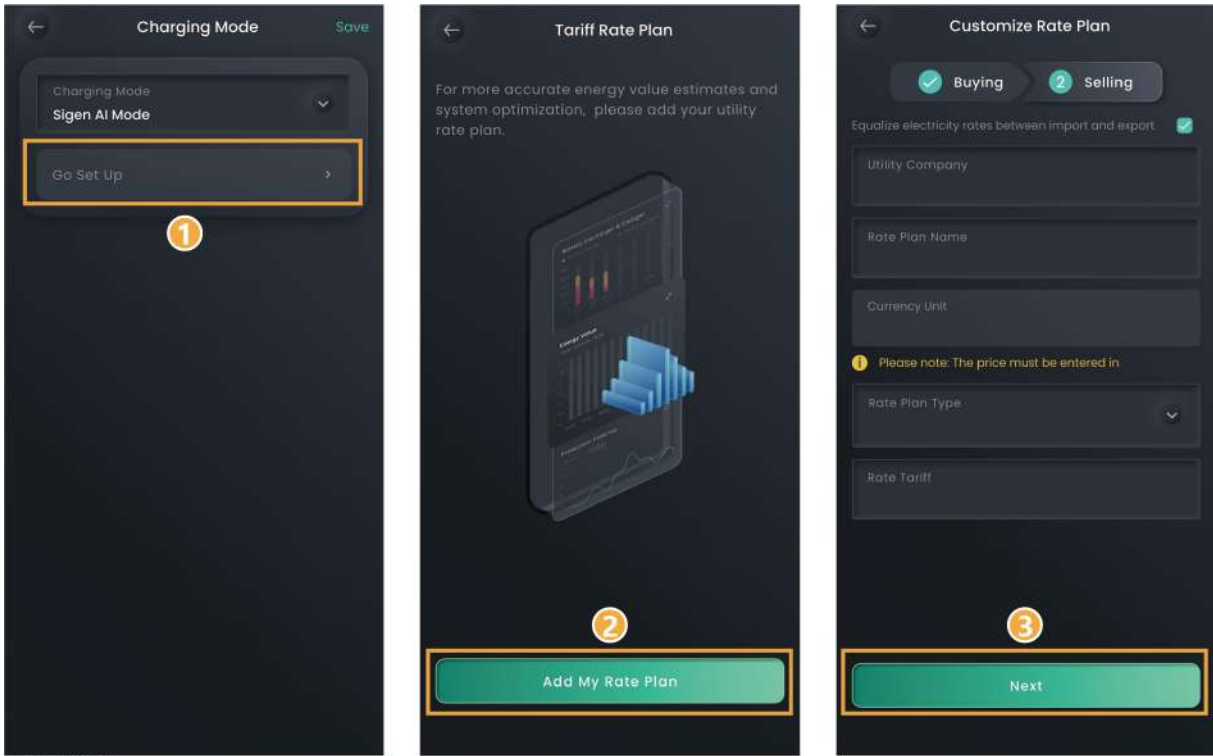 Charging Mode
Save
Charging Mode
Sigen AI Mode
Go Set Up
1
Tariff Rate Plan
For more accurate energy value estimates and
system optimization, please add your utility
rate plan.
Energy Value
2
Add My Rate Plan
Customize Rate Plan
Buying
2 Selling
Equalize electricity rates between import and export
Utility Company
Rate Plan Name
Currency Unit
Please note: The price must be entered in
Rate Plan Type
Rate Tariff
3
Next